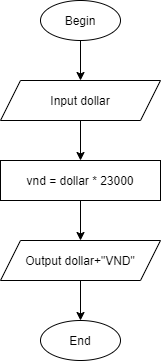 Begin
Input dollar
vnd = dollar * 23000
Output dollar+"VND"
End